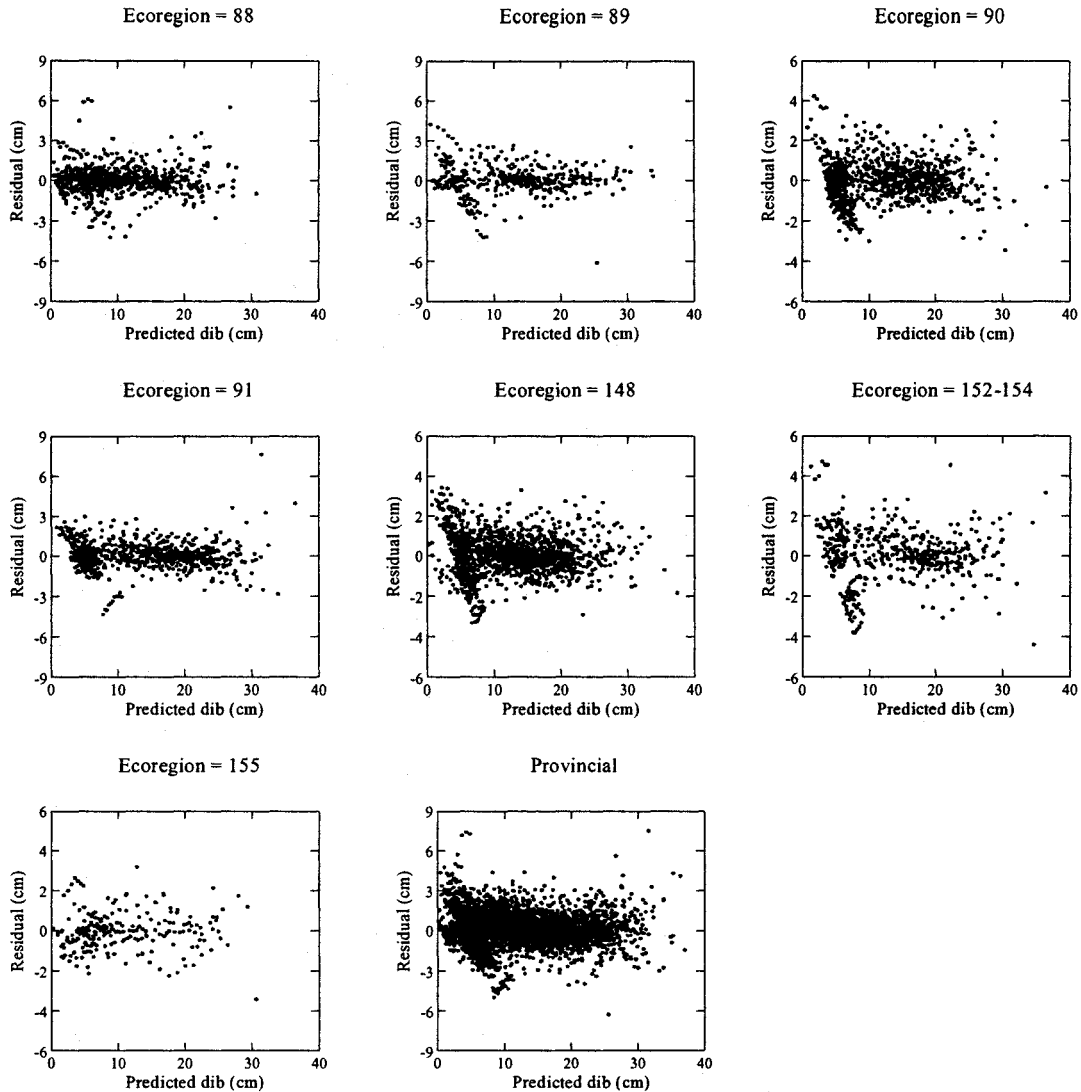 Ecoregion = 88
Ecoregion = 89
Ecoregion = 90
9
6
3
0
-3
-6
-9
Residual (cm)
0 10 20 30 40
Predicted dib (cm)
9
6
3
0
-3
-6
-9
Residual (cm)
0 10 20 30 40
Predicted dib (cm)
6
4
2
0
-2
-4
-6
Residual (cm)
0 10 20 30 40
Predicted dib (cm)
Ecoregion = 91
Ecoregion = 148
Ecoregion = 152-154
9
6
3
0
-3
-6
-9
Residual (cm)
0 10 20 30 40
Predicted dib (cm)
6
4
2
0
-2
-4
-6
Residual (cm)
0 10 20 30 40
Predicted dib (cm)
6
4
2
0
-2
-4
-6
Residual (cm)
0 10 20 30 40
Predicted dib (cm)
Ecoregion = 155
Provincial
6
4
2
0
-2
-4
-6
Residual (cm)
0 10 20 30 40
Predicted dib (cm)
9
6
3
0
-3
-6
-9
Residual (cm)
0 10 20 30 40
Predicted dib (cm)